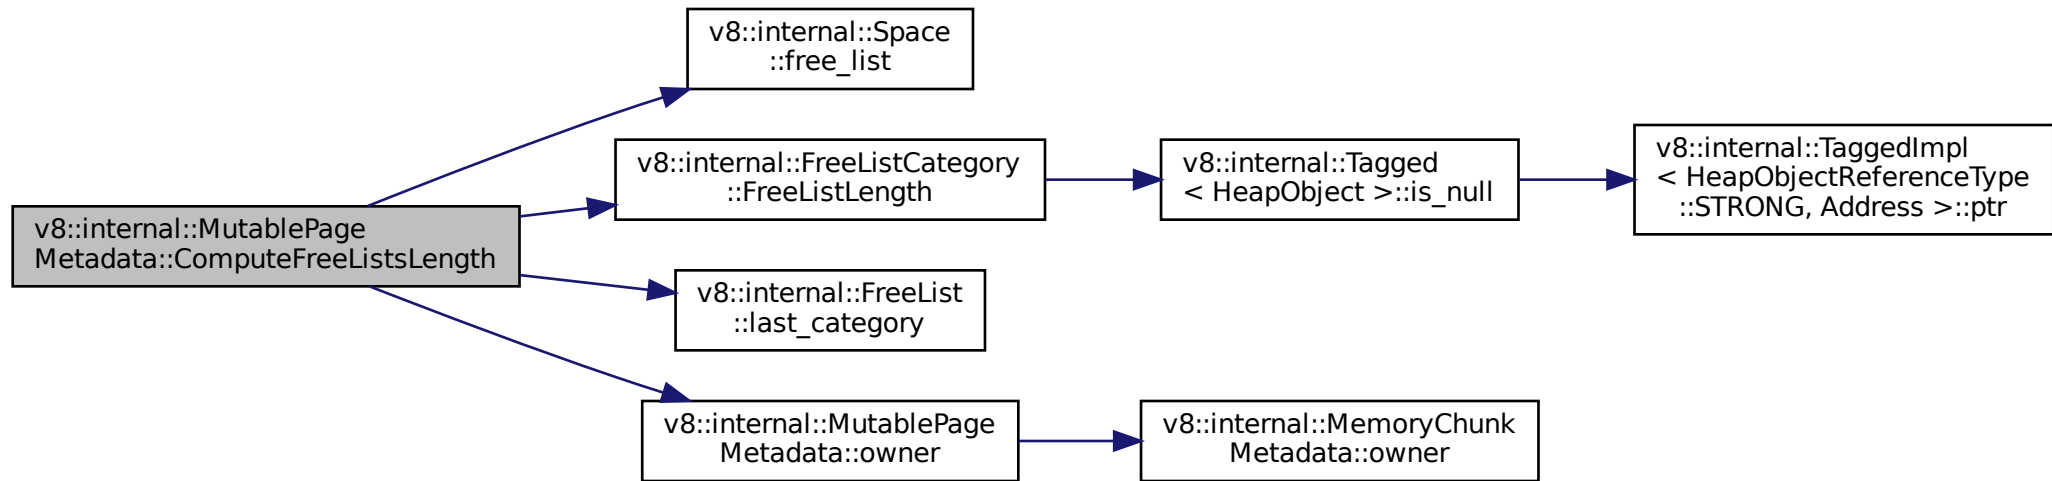 v8::internal::Space
::free_list
v8::internal::FreeListCategory
::FreeListLength
v8::internal::Tagged
< HeapObject >::is_null
v8::internal::TaggedImpl
< HeapObjectReferenceType
::STRONG, Address >::ptr
v8::internal::MutablePage
Metadata::ComputeFreeListsLength
v8::internal::FreeList
::last_category
v8::internal::MutablePage
Metadata::owner
v8::internal::MemoryChunk
Metadata::owner